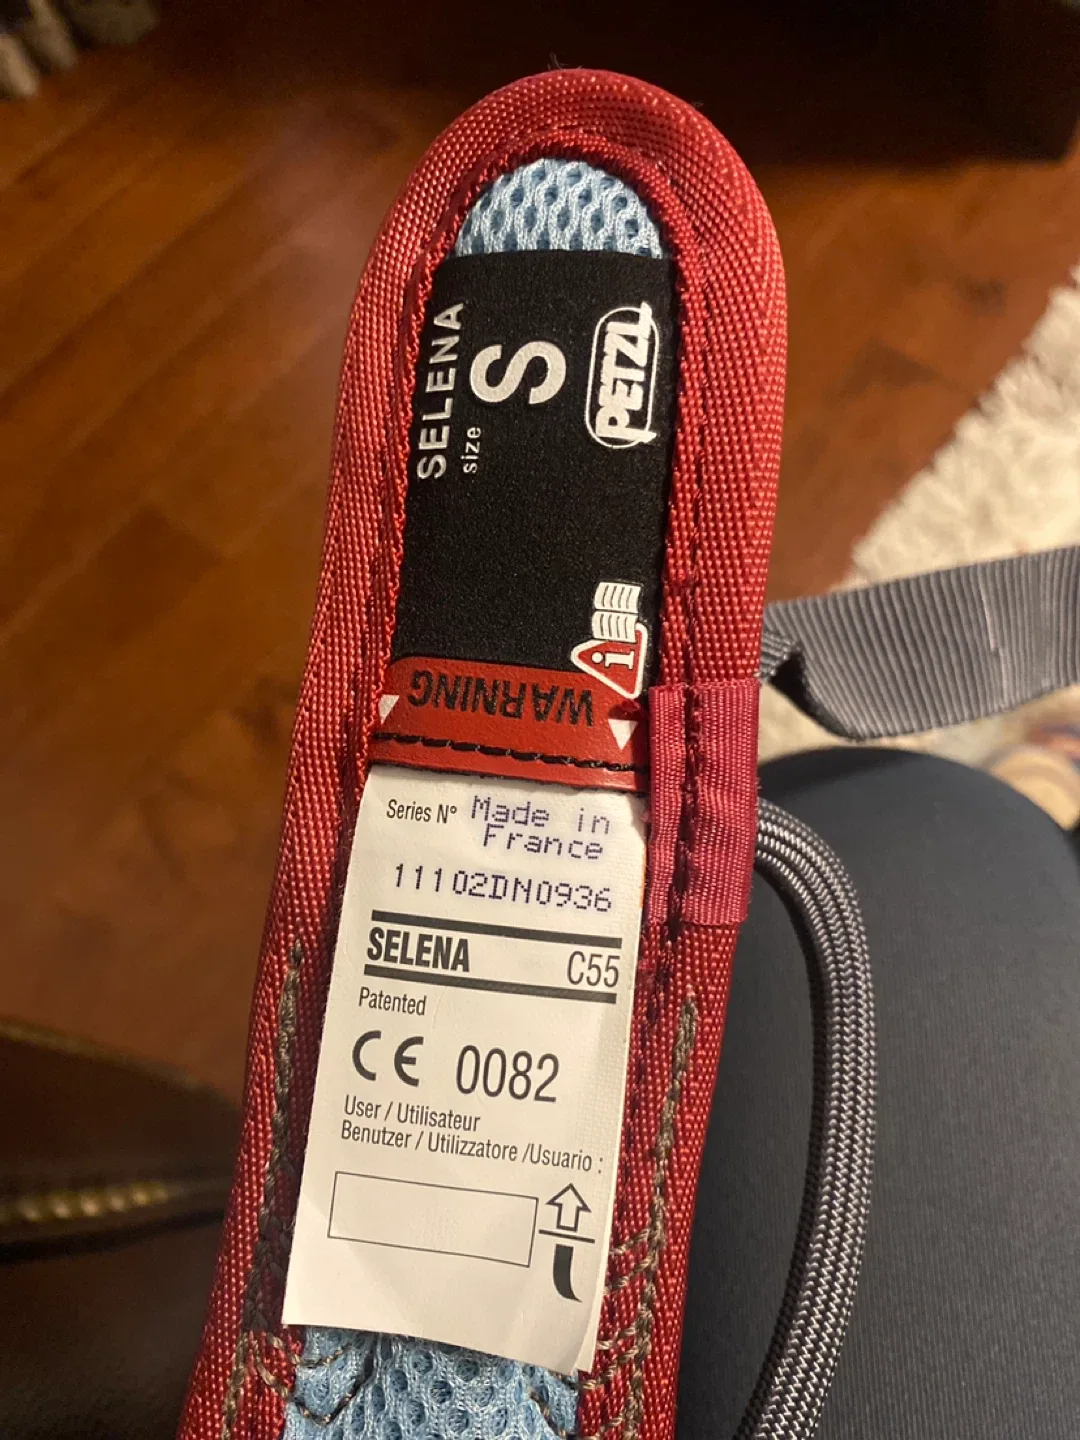 SELENA
size S
PETZL
i
WARNING
Series N° Made in
France
11102DN0936
SELENA C55
Patented
CE 0082
User / Utilisateur
Benutzer / Utilizzatore /Usuario :